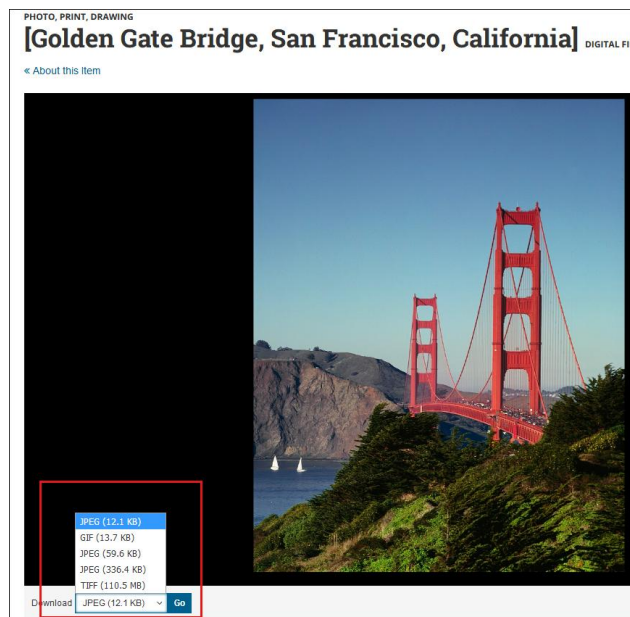 PHOTO, PRINT, DRAWING
[Golden Gate Bridge, San Francisco, California] DIGITAL FI
« About this Item
JPEG (12.1 KB)
GIF (13.7 KB)
JPEG (59.6 KB)
JPEG (336.4 KB)
TIFF (110.5 MB)
Download JPEG (12.1 KB) Go